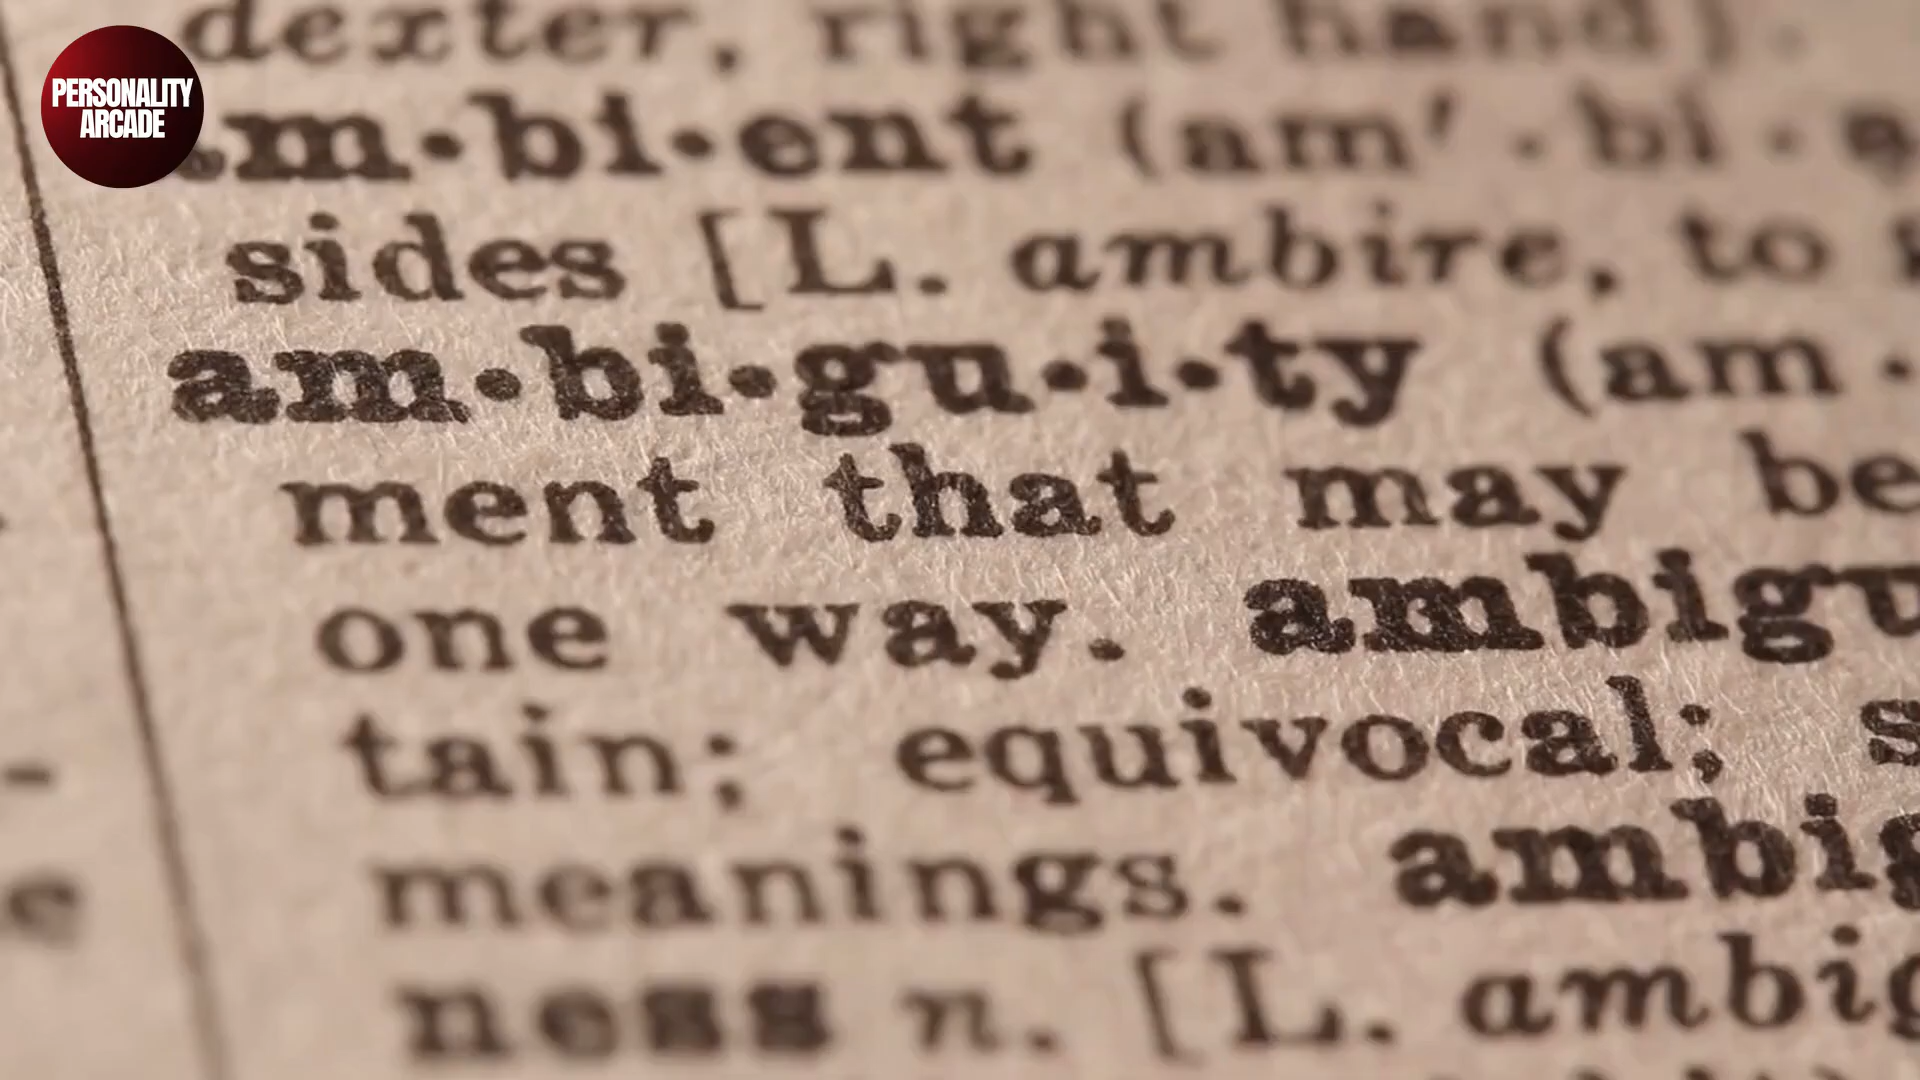 PERSONALITY
ARCADE
dexter, right hand].
am•bi•ent (am′ • bi •
sides [L. ambire, to
am•bi•gu•i•ty (am •
ment that may be
one way. ambigu
tain; equivocal; s
meanings. ambig
ness n. [L. ambig
-
e